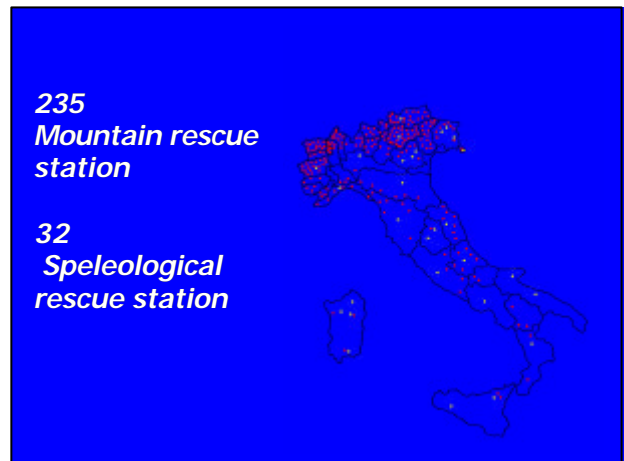 235
Mountain rescue
station
32
Speleological
rescue station